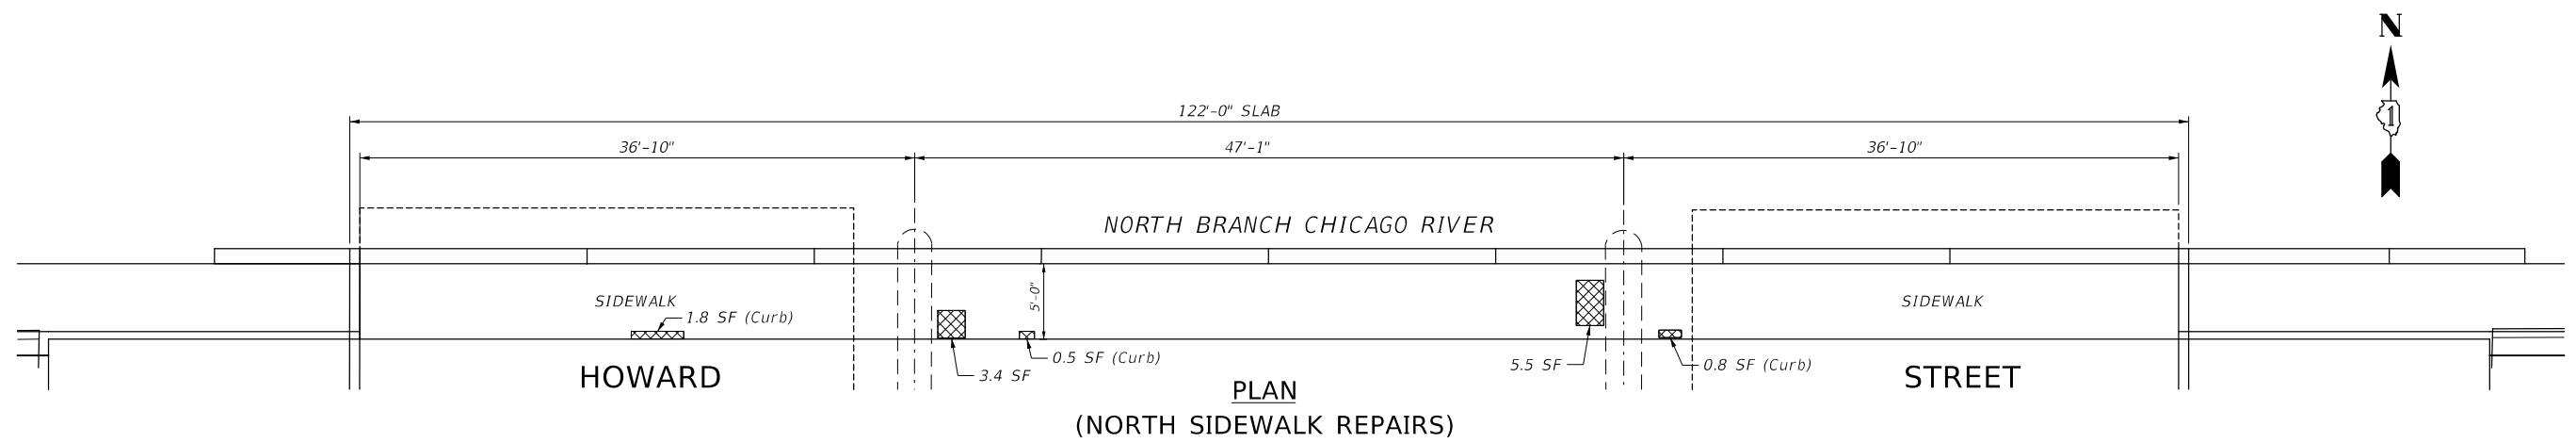 N
1
122'-0" SLAB
36'-10" 47'-1" 36'-10"
NORTH BRANCH CHICAGO RIVER
SIDEWALK 5'-0" SIDEWALK
1.8 SF (Curb)
0.5 SF (Curb)
3.4 SF
5.5 SF
0.8 SF (Curb)
HOWARD STREET
PLAN
(NORTH SIDEWALK REPAIRS)